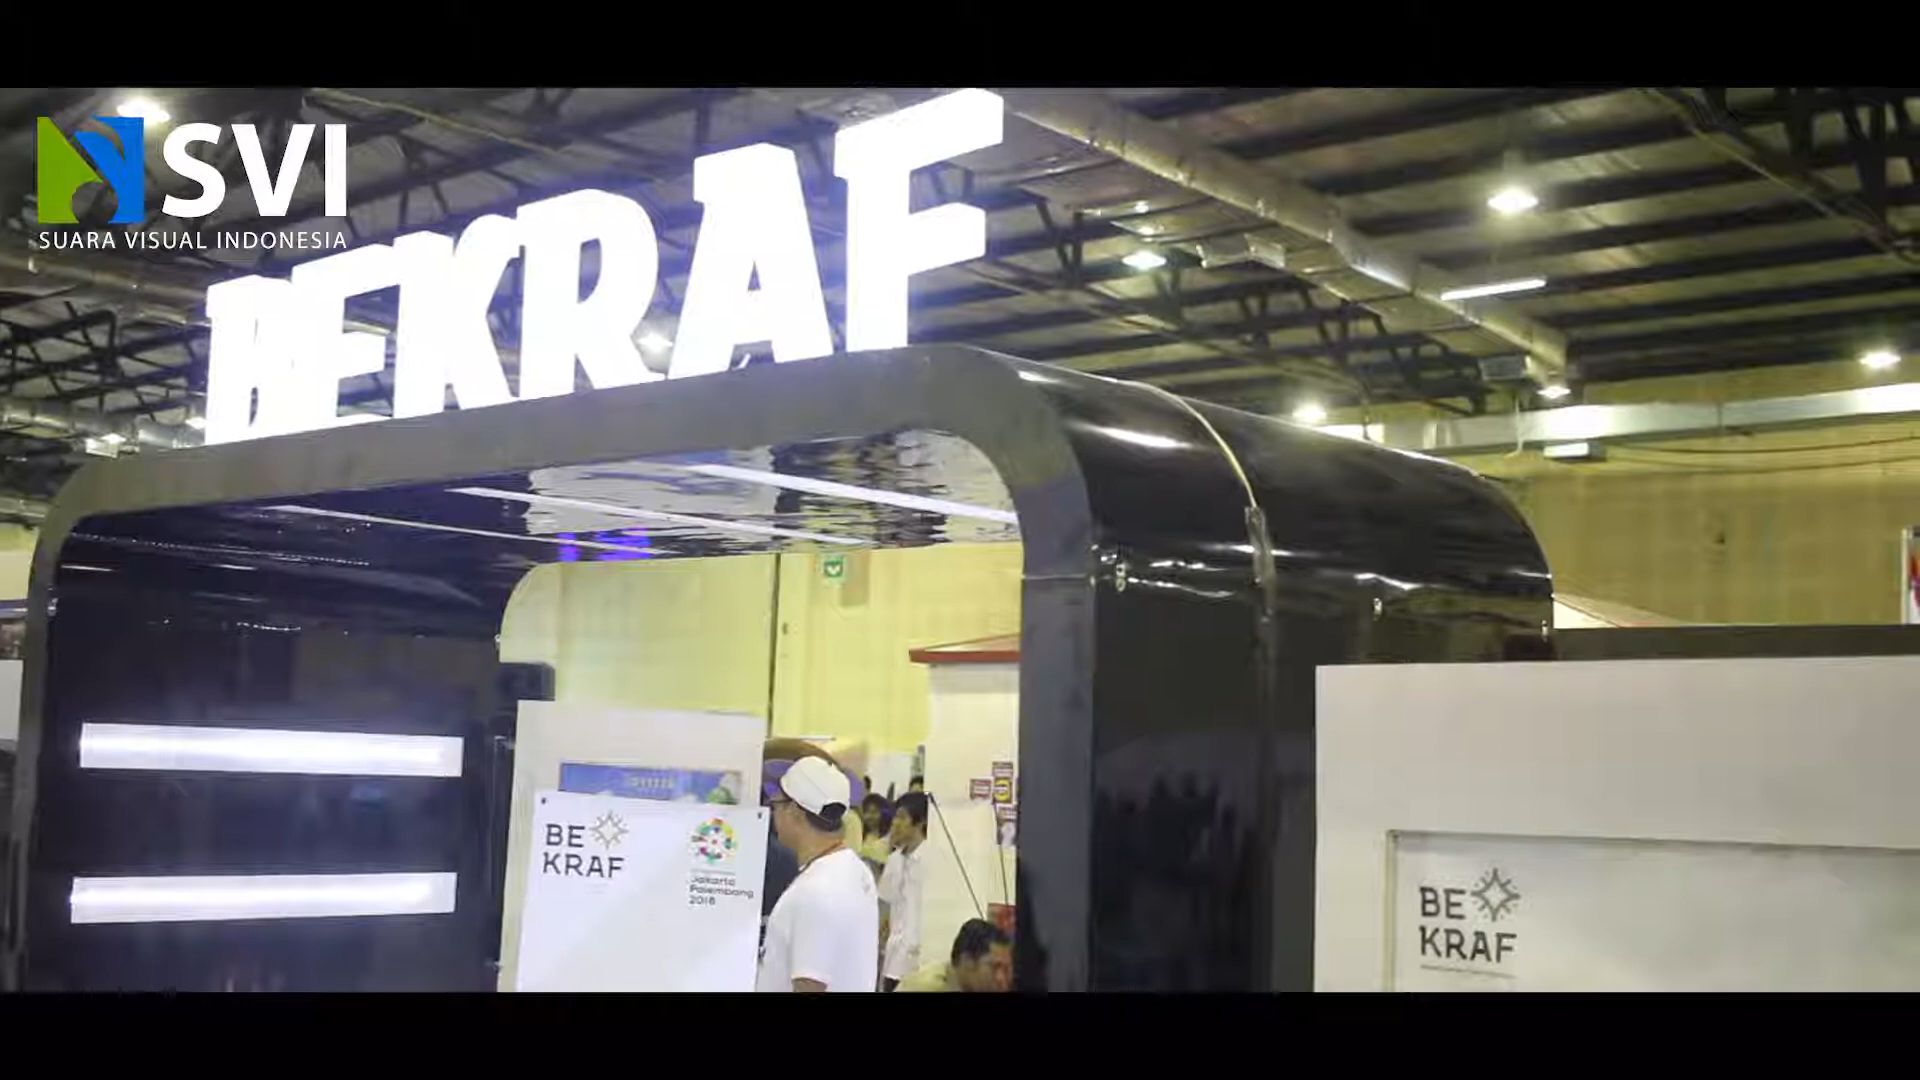 SVI
SUARA VISUAL INDONESIA
BEKRAF
BE
KRAF
Jakarta
Palembang
2018
BE
KRAF